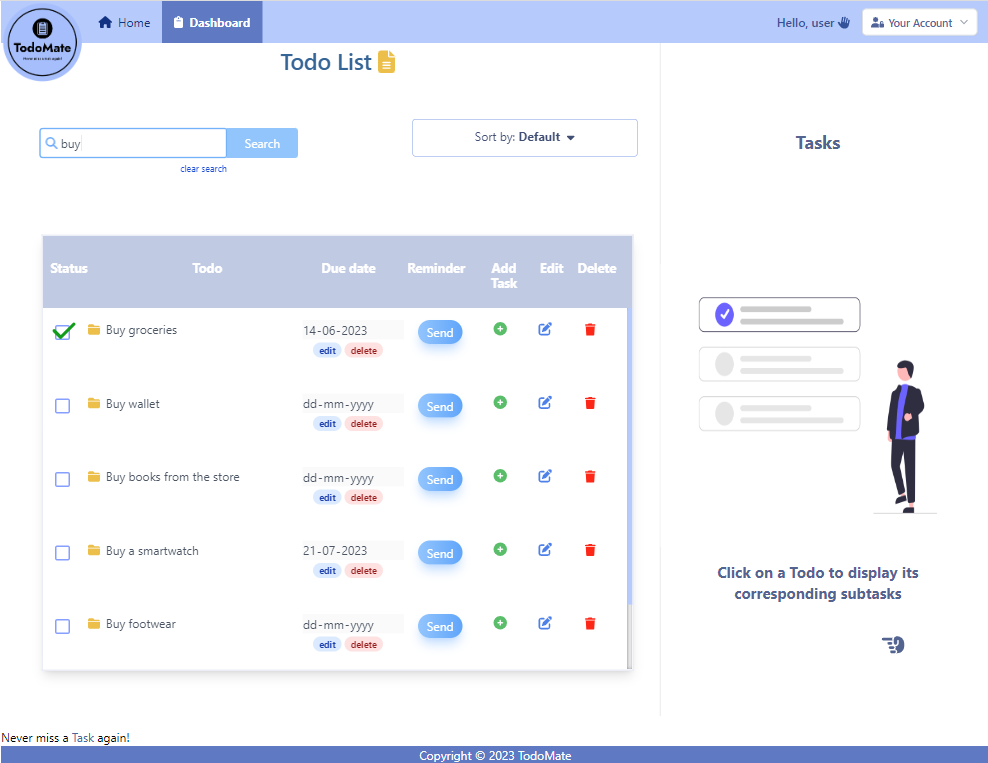 Home
Dashboard
Hello, user
Your Account
TodoMate
Todo List
buy
Search
clear search
Sort by: Default
Tasks
Status Todo Due date Reminder Add Task Edit Delete
Buy groceries 14-06-2023 Send
edit delete
Buy wallet dd-mm-yyyy Send
edit delete
Buy books from the store dd-mm-yyyy Send
edit delete
Buy a smartwatch 21-07-2023 Send
edit delete
Buy footwear dd-mm-yyyy Send
edit delete
Click on a Todo to display its
corresponding subtasks
Never miss a Task again!
Copyright © 2023 TodoMate